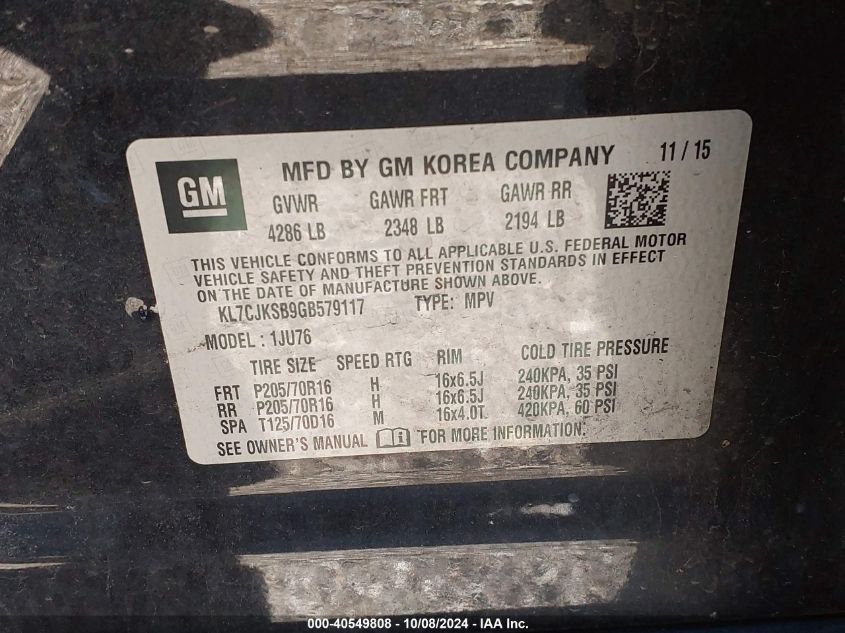 GM
MFD BY GM KOREA COMPANY 11 / 15
GVWR GAWR FRT GAWR RR
4286 LB 2348 LB 2194 LB
THIS VEHICLE CONFORMS TO ALL APPLICABLE U.S. FEDERAL MOTOR
VEHICLE SAFETY AND THEFT PREVENTION STANDARDS IN EFFECT
ON THE DATE OF MANUFACTURE SHOWN ABOVE.
KL7CJKSB9GB579117 TYPE: MPV
MODEL : 1JU76
TIRE SIZE SPEED RTG RIM COLD TIRE PRESSURE
FRT P205/70R16 H 16x6.5J 240KPA, 35 PSI
RR P205/70R16 H 16x6.5J 240KPA, 35 PSI
SPA T125/70D16 M 16x4.0T. 420KPA, 60 PSI
SEE OWNER'S MANUAL FOR MORE INFORMATION.
000-40549808 - 10/08/2024 - IAA Inc.